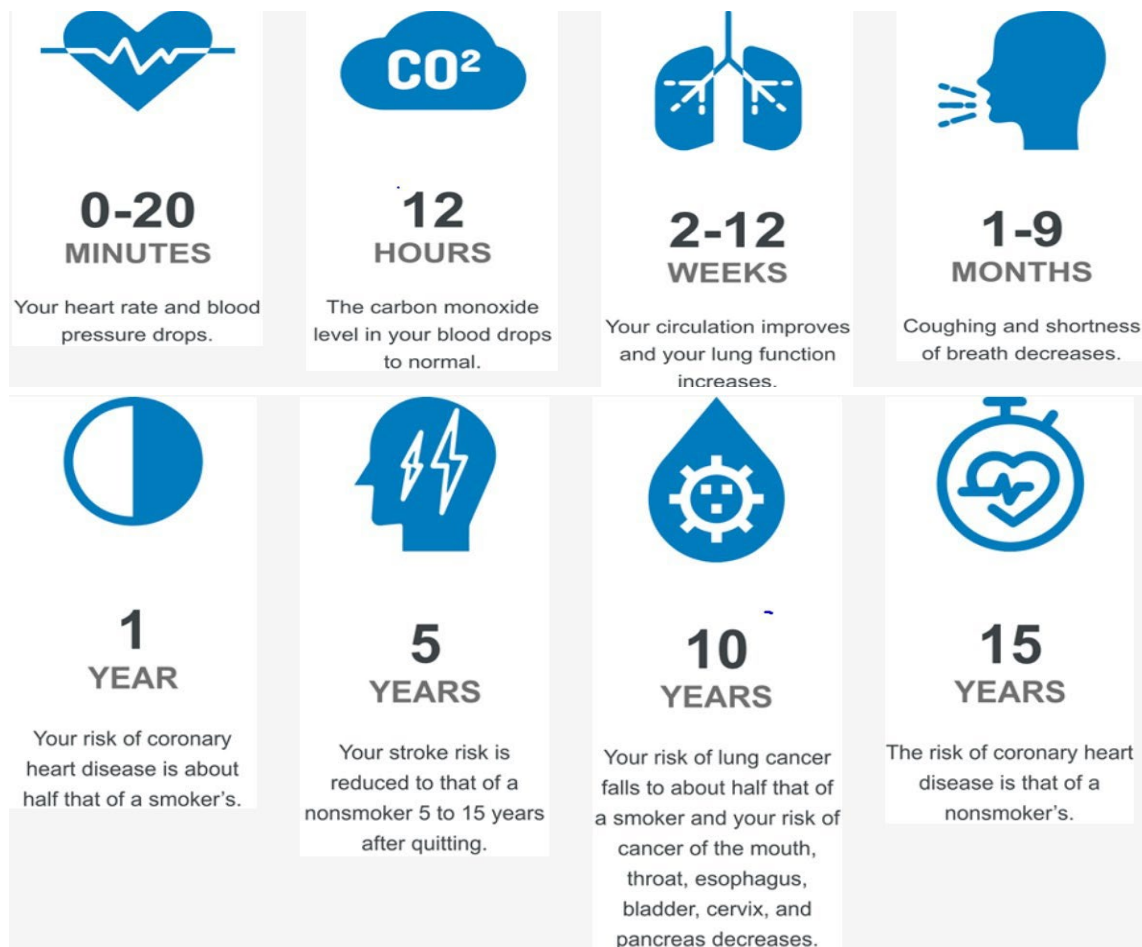 CO²
0-20
MINUTES
Your heart rate and blood
pressure drops.
12
HOURS
The carbon monoxide
level in your blood drops
to normal.
2-12
WEEKS
Your circulation improves
and your lung function
increases.
1-9
MONTHS
Coughing and shortness
of breath decreases.
1
YEAR
Your risk of coronary
heart disease is about
half that of a smoker's.
5
YEARS
Your stroke risk is
reduced to that of a
nonsmoker 5 to 15 years
after quitting.
10
YEARS
Your risk of lung cancer
falls to about half that of
a smoker and your risk of
cancer of the mouth,
throat, esophagus,
bladder, cervix, and
pancreas decreases.
15
YEARS
The risk of coronary heart
disease is that of a
nonsmoker's.